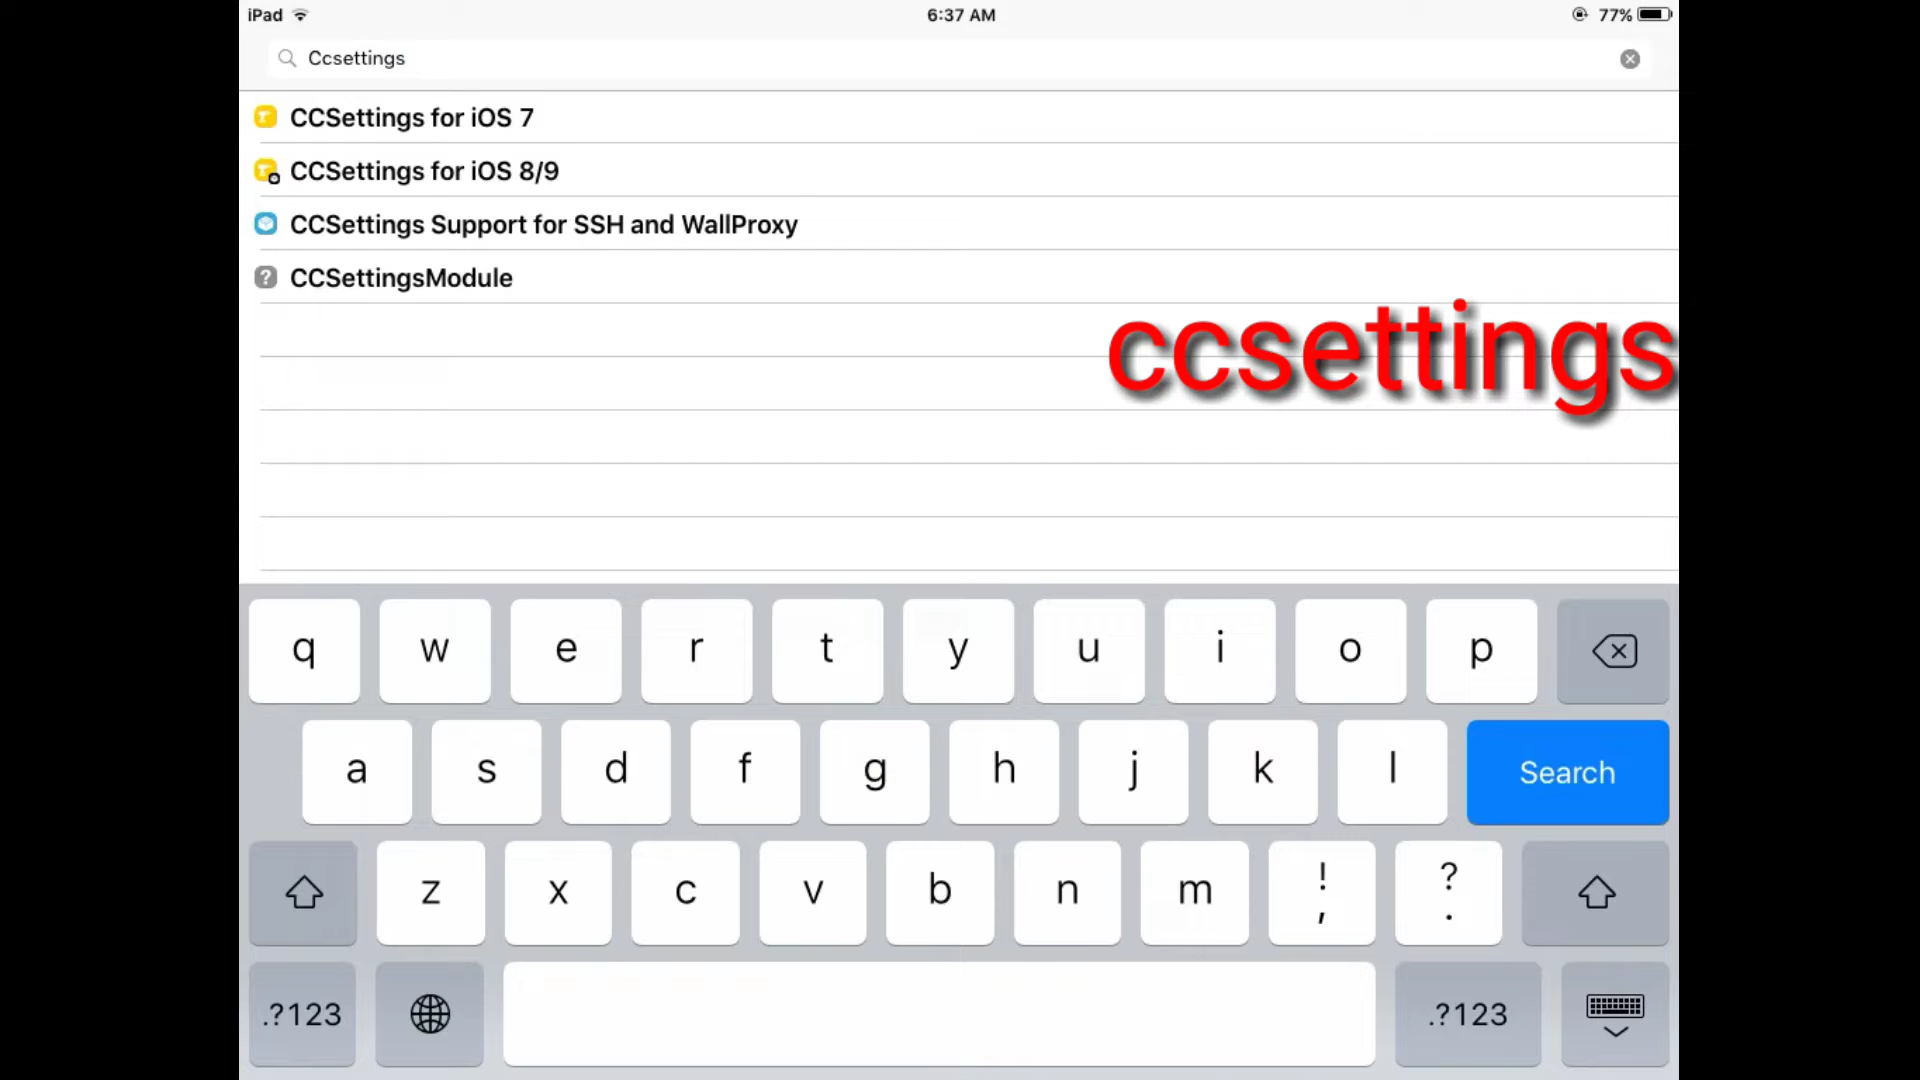 iPad 6:37 AM 77%
Ccsettings
CCSettings for iOS 7
CCSettings for iOS 8/9
CCSettings Support for SSH and WallProxy
? CCSettingsModule
ccsettings
q w e r t y u i o p
a s d f g h j k l Search
z x c v b n m ! , ? .
.?123 .?123